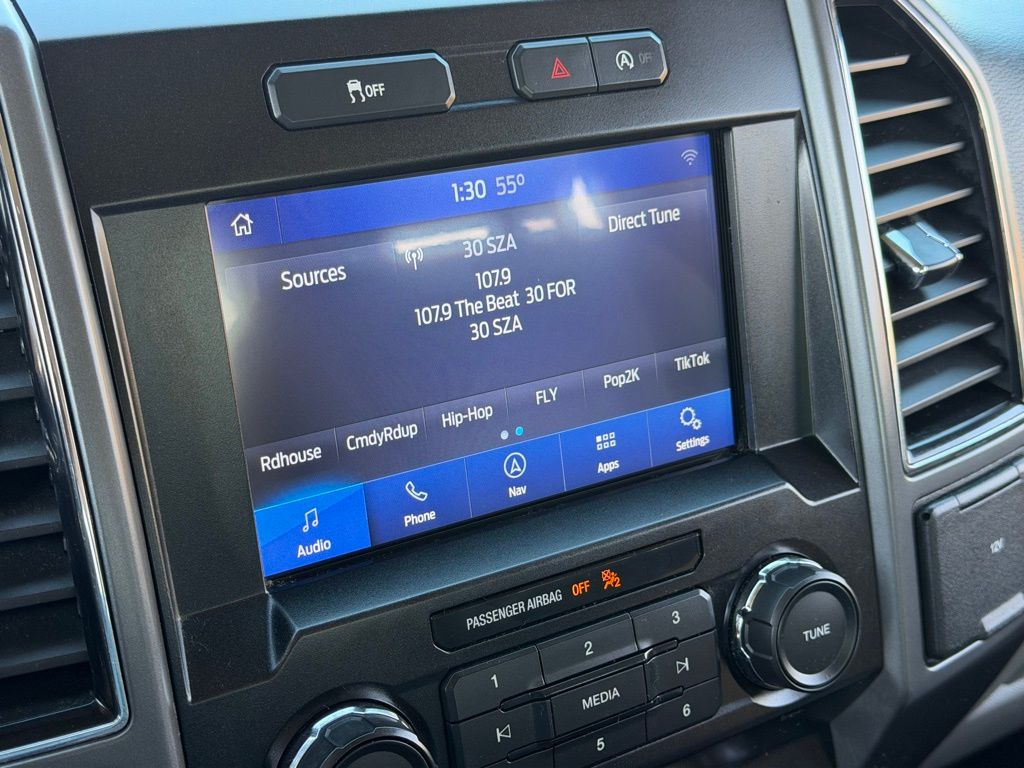 OFF
A OFF
1:30 55°
Sources
30 SZA
Direct Tune
107.9
107.9 The Beat 30 FOR
30 SZA
Rdhouse CmdyRdup Hip-Hop FLY Pop2K TikTok
Audio Phone Nav Apps Settings
PASSENGER AIRBAG OFF 2
1 2 3
MEDIA
5 6
TUNE
12V